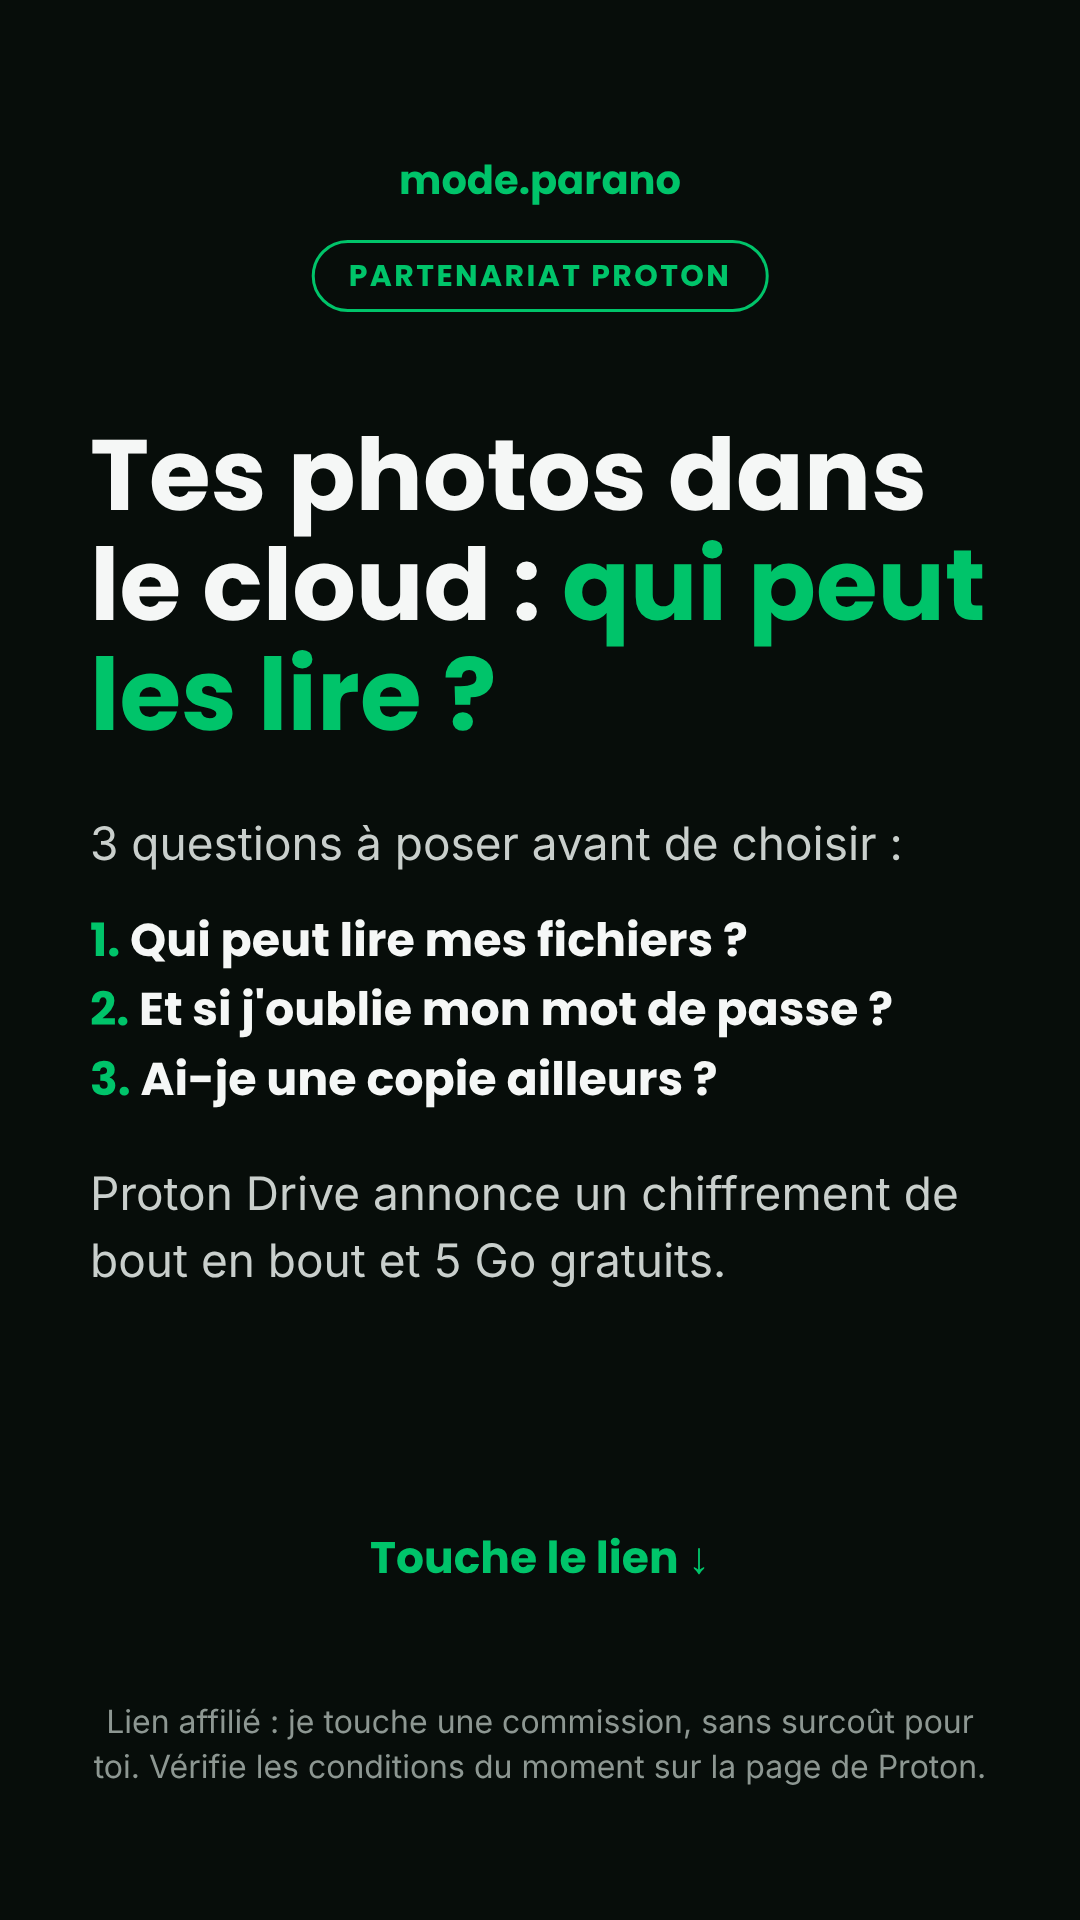 mode.parano
PARTENARIAT PROTON
Tes photos dans
le cloud : qui peut
les lire ?
3 questions à poser avant de choisir :
1. Qui peut lire mes fichiers ?
2. Et si j'oublie mon mot de passe ?
3. Ai-je une copie ailleurs ?
Proton Drive annonce un chiffrement de
bout en bout et 5 Go gratuits.
Touche le lien ↓
Lien affilié : je touche une commission, sans surcoût pour
toi. Vérifie les conditions du moment sur la page de Proton.